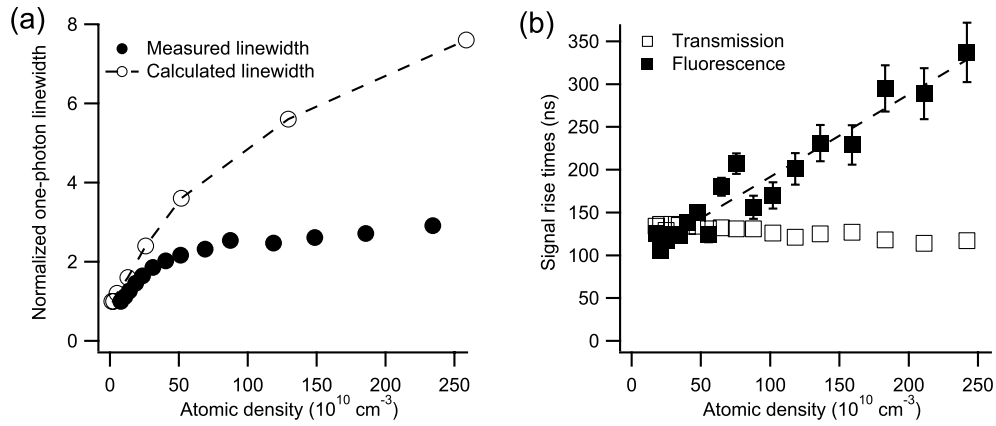 (a)
Normalized one-photon linewidth
8
6
4
2
0
Measured linewidth
Calculated linewidth
0 50 100 150 200 250
Atomic density (10¹⁰ cm⁻³)
(b)
Signal rise times (ns)
350
300
250
200
150
100
50
0
Transmission
Fluorescence
0 50 100 150 200 250
Atomic density (10¹⁰ cm⁻³)